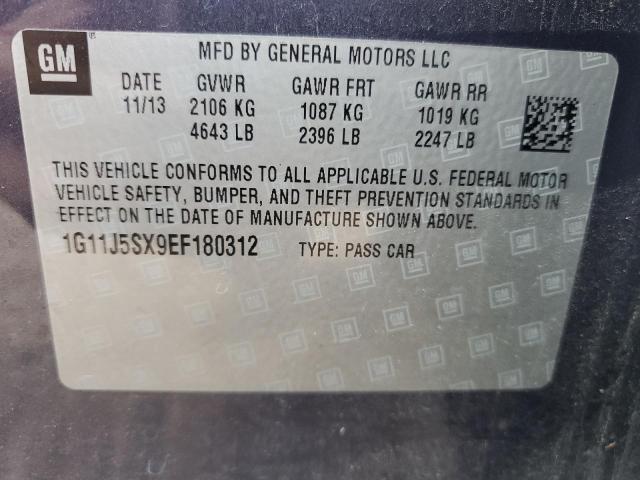 GM
®
MFD BY GENERAL MOTORS LLC
DATE GVWR GAWR FRT GAWR RR
11/13 2106 KG 1087 KG 1019 KG
4643 LB 2396 LB 2247 LB
THIS VEHICLE CONFORMS TO ALL APPLICABLE U.S. FEDERAL MOTOR
VEHICLE SAFETY, BUMPER, AND THEFT PREVENTION STANDARDS IN
EFFECT ON THE DATE OF MANUFACTURE SHOWN ABOVE.
1G11J5SX9EF180312 TYPE: PASS CAR